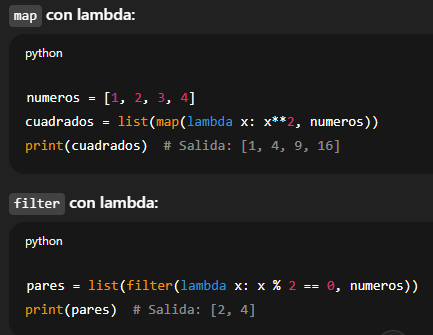 map con lambda:
python
numeros = [1, 2, 3, 4]
cuadrados = list(map(lambda x: x**2, numeros))
print(cuadrados)  # Salida: [1, 4, 9, 16]
filter con lambda:
python
pares = list(filter(lambda x: x % 2 == 0, numeros))
print(pares)  # Salida: [2, 4]